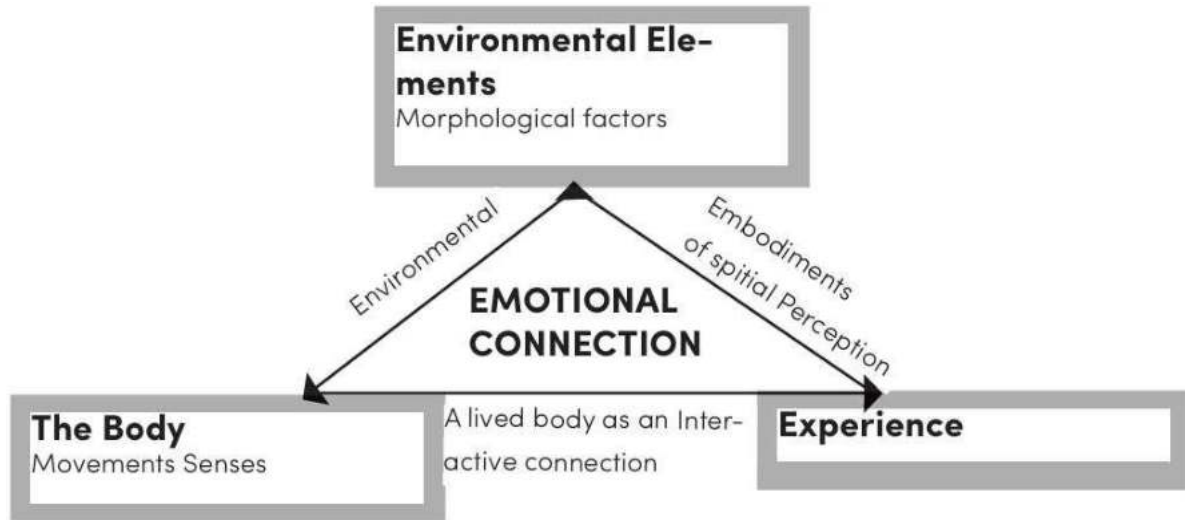 Environmental Ele-
ments
Morphological factors
Environmental
Embodiments
of spitial Perception
EMOTIONAL
CONNECTION
The Body
Movements Senses
A lived body as an Inter-
active connection
Experience